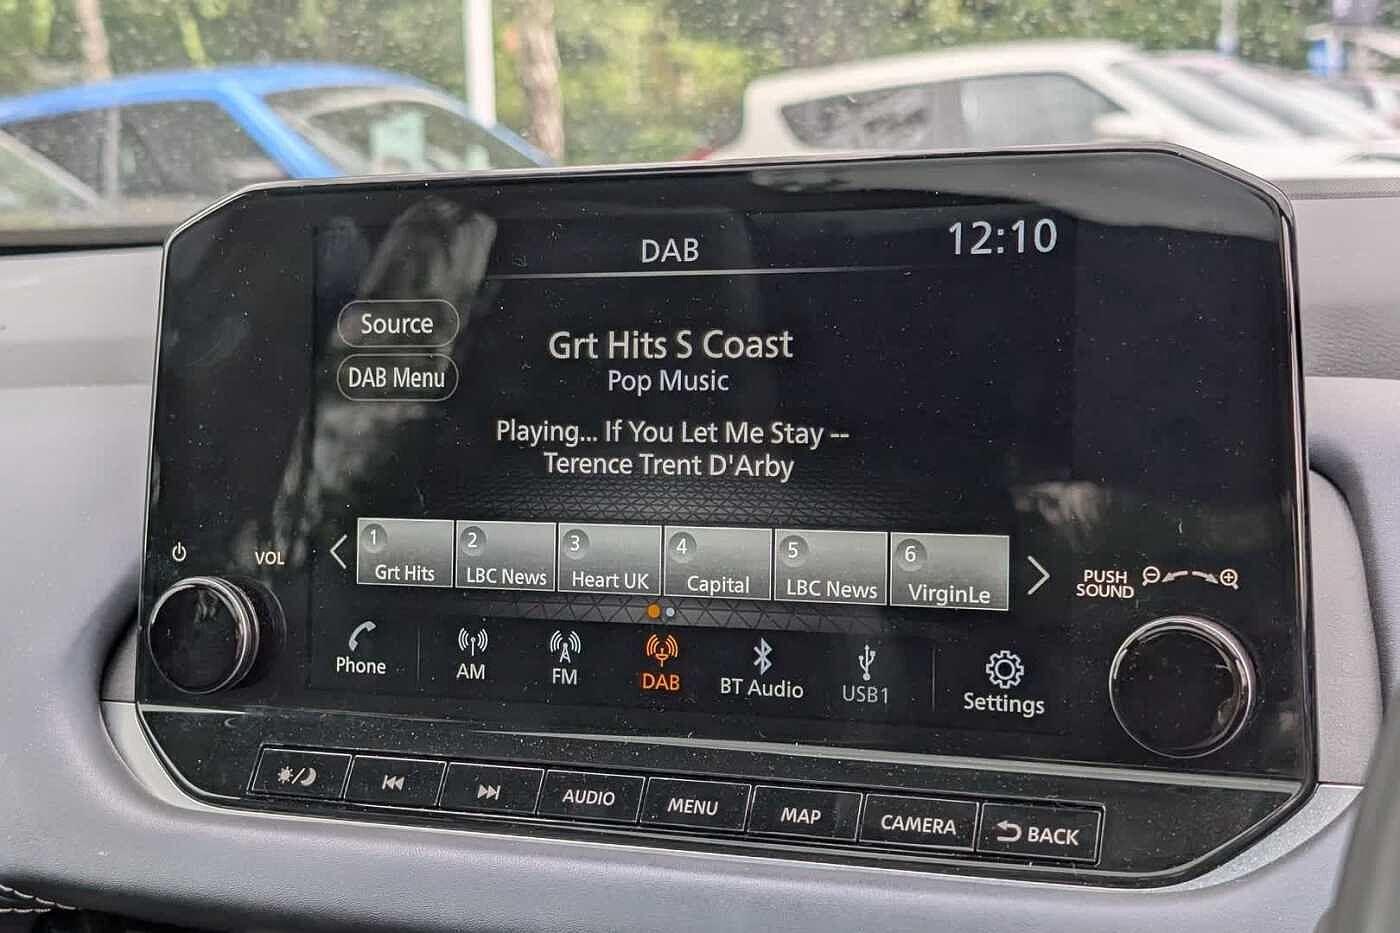 DAB
12:10
Source
DAB Menu
Grt Hits S Coast
Pop Music
Playing... If You Let Me Stay --
Terence Trent D'Arby
1
Grt Hits
2
LBC News
3
Heart UK
4
Capital
5
LBC News
6
VirginLe
VOL
PUSH
SOUND
Phone
AM
FM
DAB
BT Audio
USB1
Settings
AUDIO
MENU
MAP
CAMERA
BACK